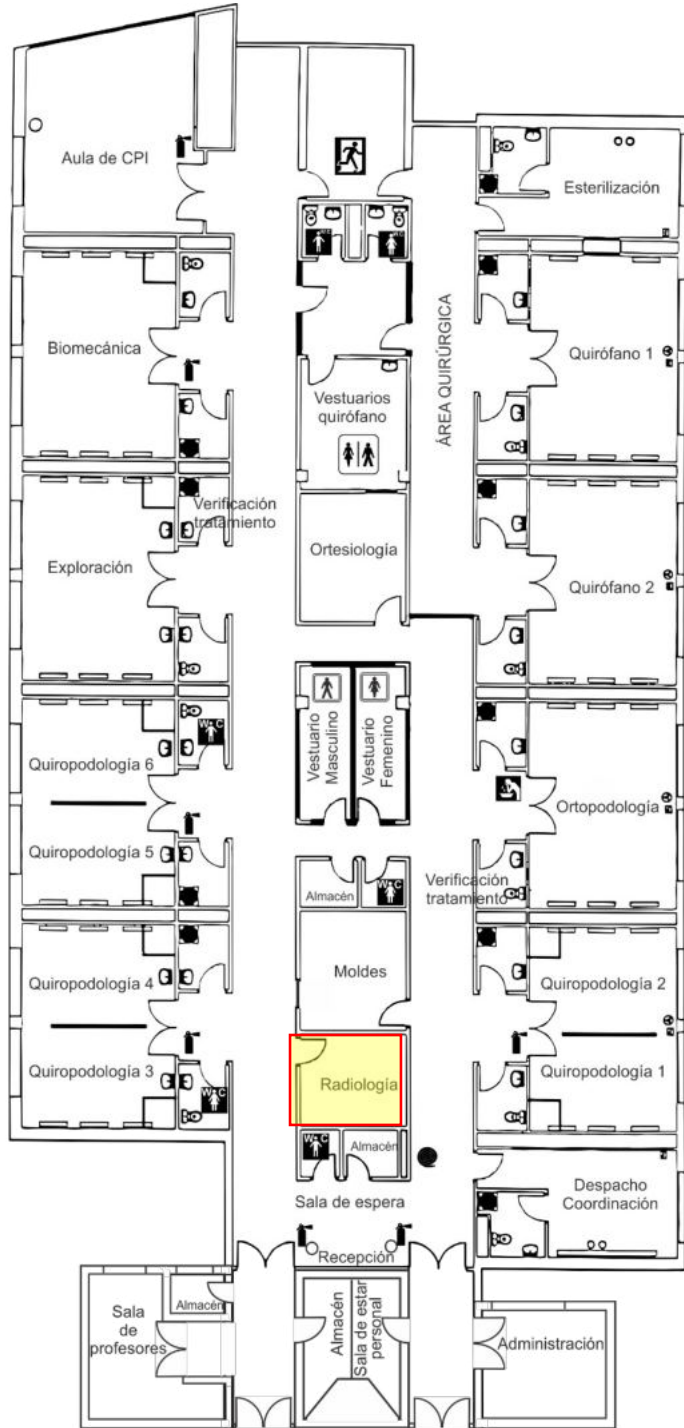 Aula de CPI
Esterilización
Biomecánica
Vestuarios
quirófano
ÁREA QUIRÚRGICA
Quirófano 1
Verificación
tratamiento
Exploración
Ortesiología
Quirófano 2
Quiropodología 6
Quiropodología 5
W C
Vestuario
Masculino
Vestuario
Femenino
Ortopodología
Almacén
W C
Verificación
tratamiento
Quiropodología 4
Quiropodología 3
W C
Moldes
Quiropodología 2
Quiropodología 1
Radiología
W C
Almacén
Sala de espera
Despacho
Coordinación
Recepción
Sala
de
profesores
Almacén
Almacén
Sala de estar
personal
Administración